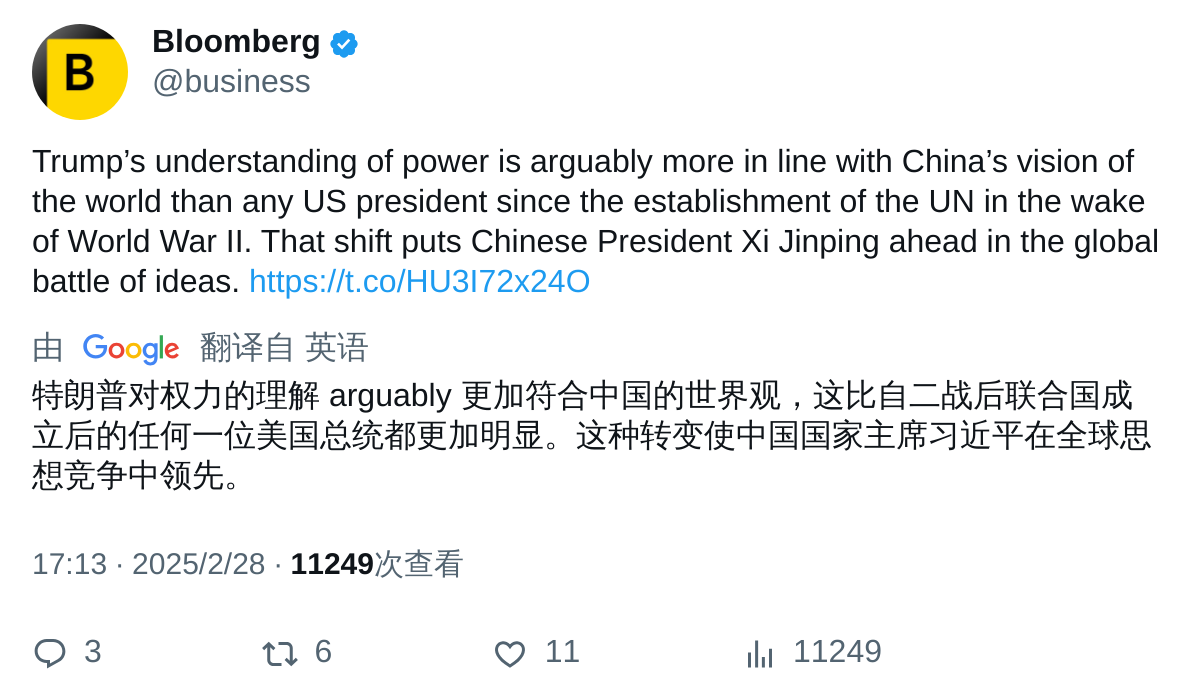 B
Bloomberg
@business
Trump’s understanding of power is arguably more in line with China’s vision of
the world than any US president since the establishment of the UN in the wake
of World War II. That shift puts Chinese President Xi Jinping ahead in the global
battle of ideas. https://t.co/HU3I72x24O
由 Google 翻译自 英语
特朗普对权力的理解 arguably 更加符合中国的世界观，这比自二战后联合国成
立后的任何一位美国总统都更加明显。这种转变使中国国家主席习近平在全球思
想竞争中领先。
17:13 · 2025/2/28 · 11249次查看
3 6 11 11249